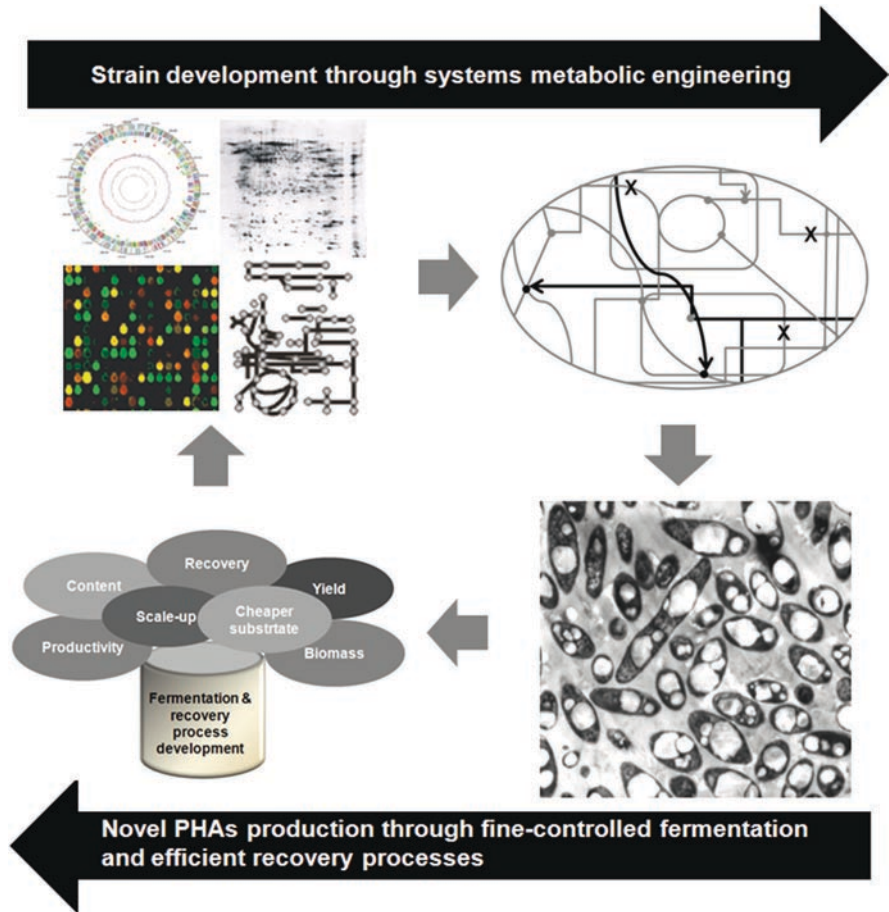 Strain development through systems metabolic engineering
X
X
X
Recovery
Content
Yield
Scale-up
Cheaper
substrtate
Productivity
Biomass
Fermentation &
recovery
process
development
Novel PHAs production through fine-controlled fermentation
and efficient recovery processes